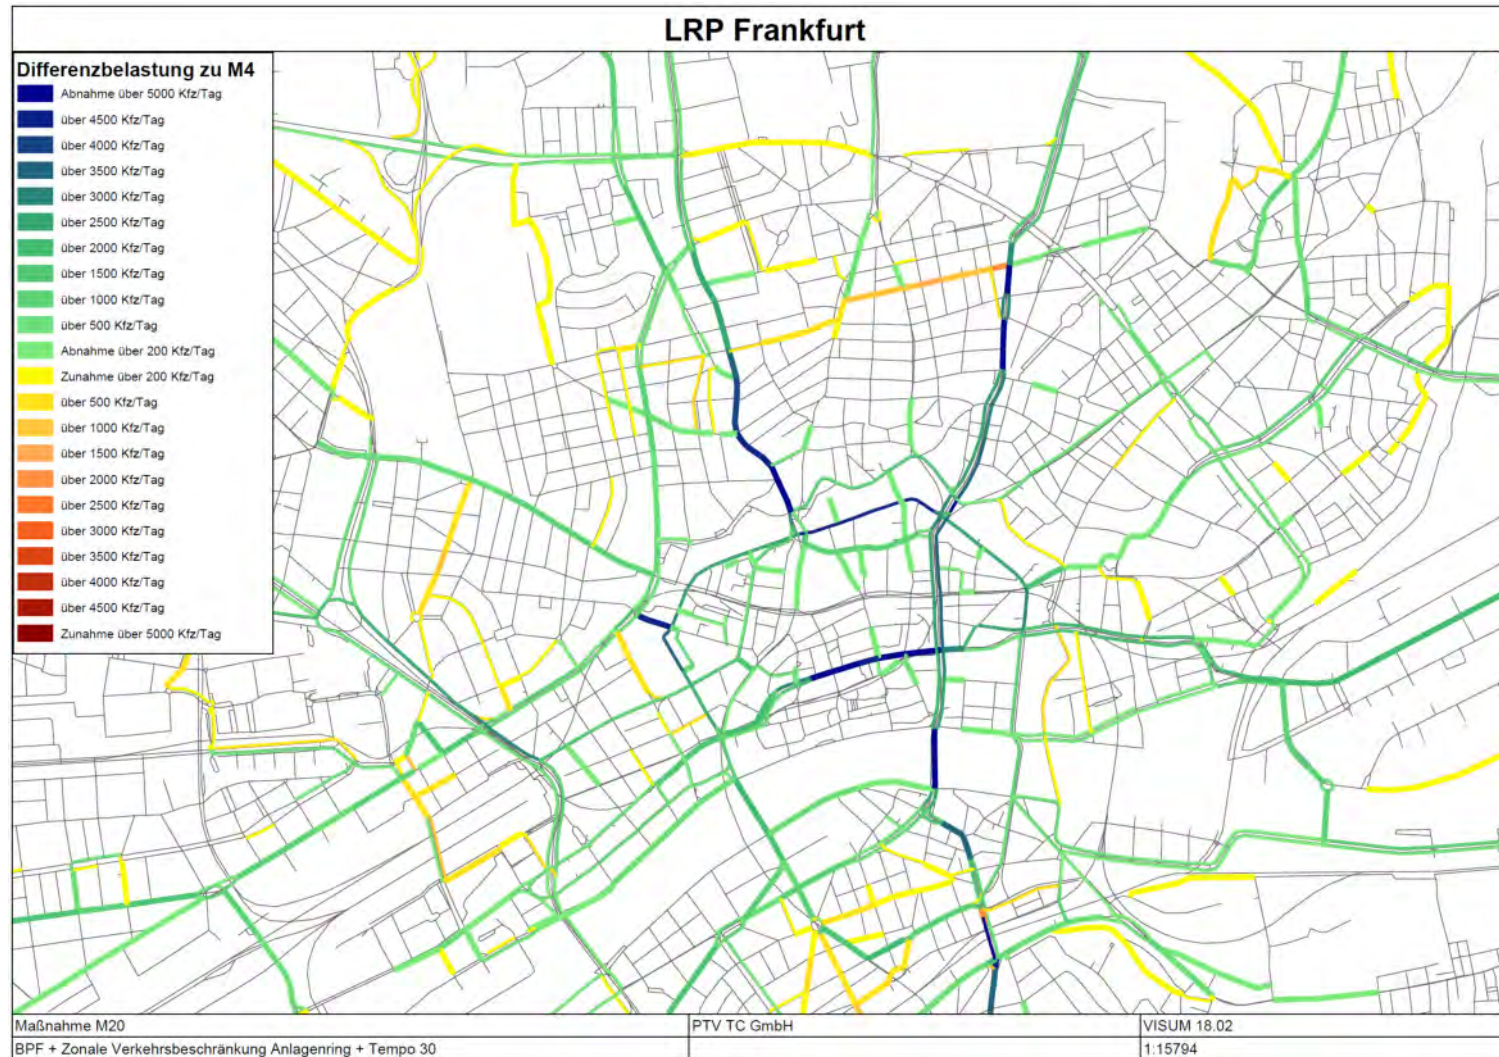 LRP Frankfurt
Differenzbelastung zu M4
Abnahme über 5000 Kfz/Tag
über 4500 Kfz/Tag
über 4000 Kfz/Tag
über 3500 Kfz/Tag
über 3000 Kfz/Tag
über 2500 Kfz/Tag
über 2000 Kfz/Tag
über 1500 Kfz/Tag
über 1000 Kfz/Tag
über 500 Kfz/Tag
Abnahme über 200 Kfz/Tag
Zunahme über 200 Kfz/Tag
über 500 Kfz/Tag
über 1000 Kfz/Tag
über 1500 Kfz/Tag
über 2000 Kfz/Tag
über 2500 Kfz/Tag
über 3000 Kfz/Tag
über 3500 Kfz/Tag
über 4000 Kfz/Tag
über 4500 Kfz/Tag
Zunahme über 5000 Kfz/Tag
Maßnahme M20
PTV TC GmbH
VISUM 18.02
BPF + Zonale Verkehrsbeschränkung Anlagenring + Tempo 30
1:15794